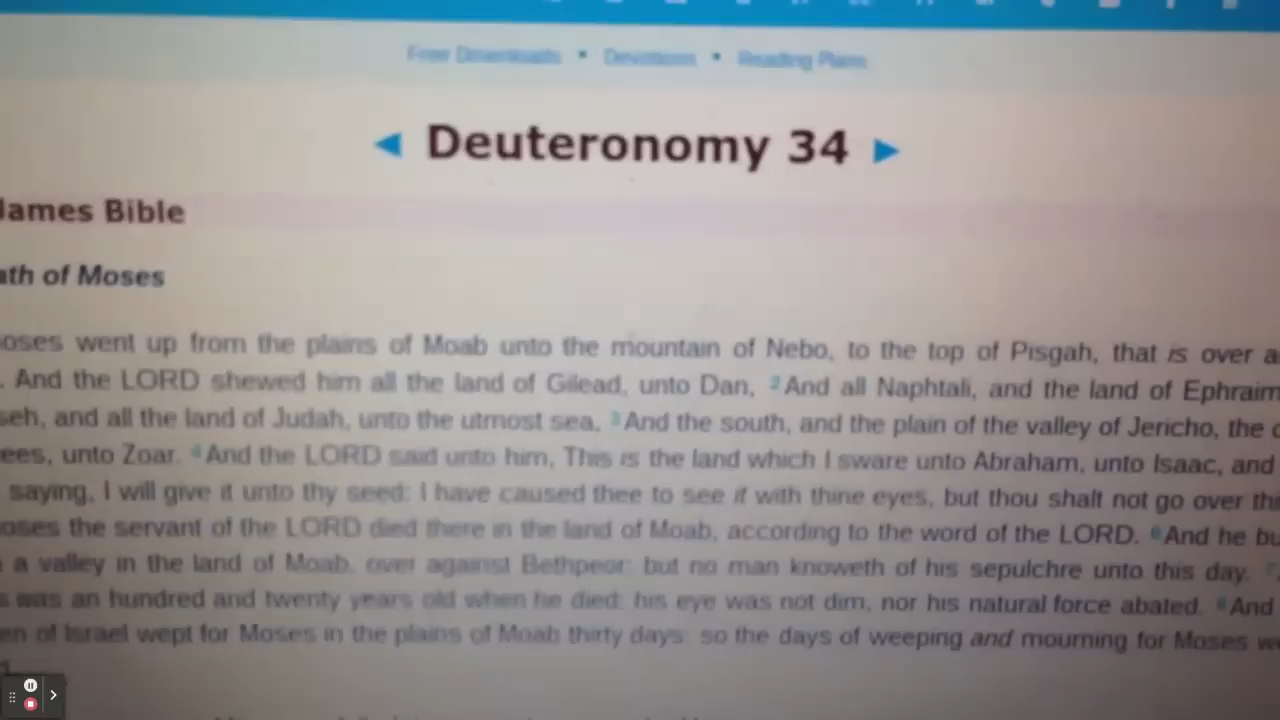 Free Downloads • Devotions • Reading Plans
◄ Deuteronomy 34 ►
James Bible
ath of Moses
oses went up from the plains of Moab unto the mountain of Nebo, to the top of Pisgah, that is over a
. And the LORD shewed him all the land of Gilead, unto Dan, 2 And all Naphtali, and the land of Ephraim
seh, and all the land of Judah, unto the utmost sea, 3 And the south, and the plain of the valley of Jericho, the c
ees, unto Zoar. 4 And the LORD said unto him, This is the land which I sware unto Abraham, unto Isaac, and
saying, I will give it unto thy seed: I have caused thee to see it with thine eyes, but thou shalt not go over thi
oses the servant of the LORD died there in the land of Moab, according to the word of the LORD. 6 And he bu
a valley in the land of Moab, over against Bethpeor: but no man knoweth of his sepulchre unto this day. 7
s was an hundred and twenty years old when he died: his eye was not dim, nor his natural force abated. 8 And
en of Israel wept for Moses in the plains of Moab thirty days: so the days of weeping and mourning for Moses we